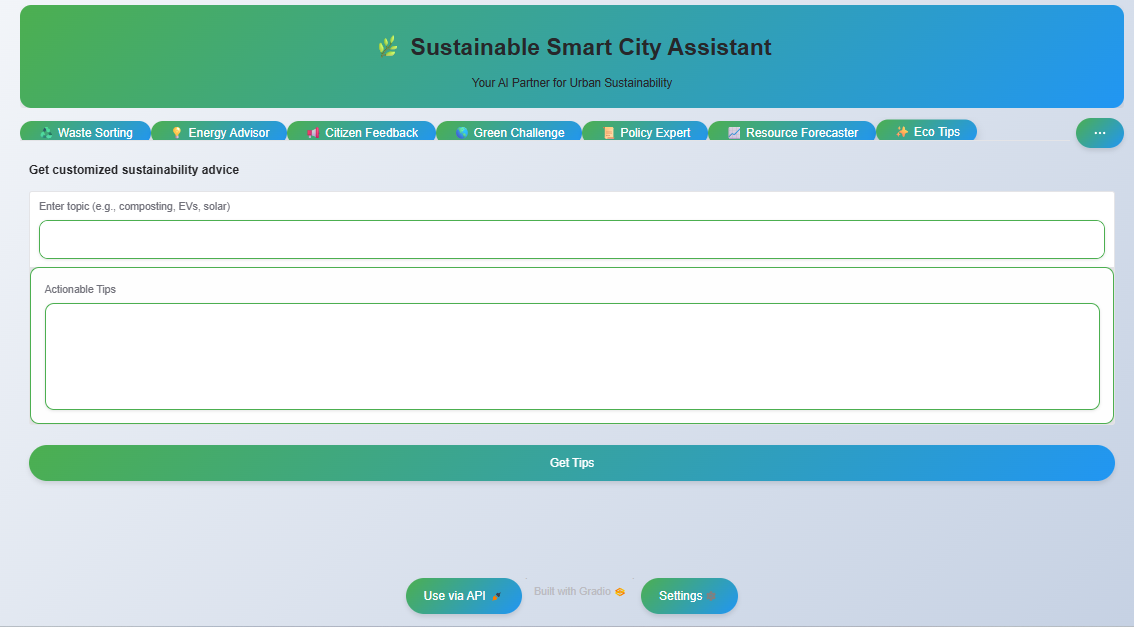 Sustainable Smart City Assistant
Your AI Partner for Urban Sustainability
Waste Sorting Energy Advisor Citizen Feedback Green Challenge Policy Expert Resource Forecaster Eco Tips ...
Get customized sustainability advice
Enter topic (e.g., composting, EVs, solar)
Actionable Tips
Get Tips
Use via API Built with Gradio Settings